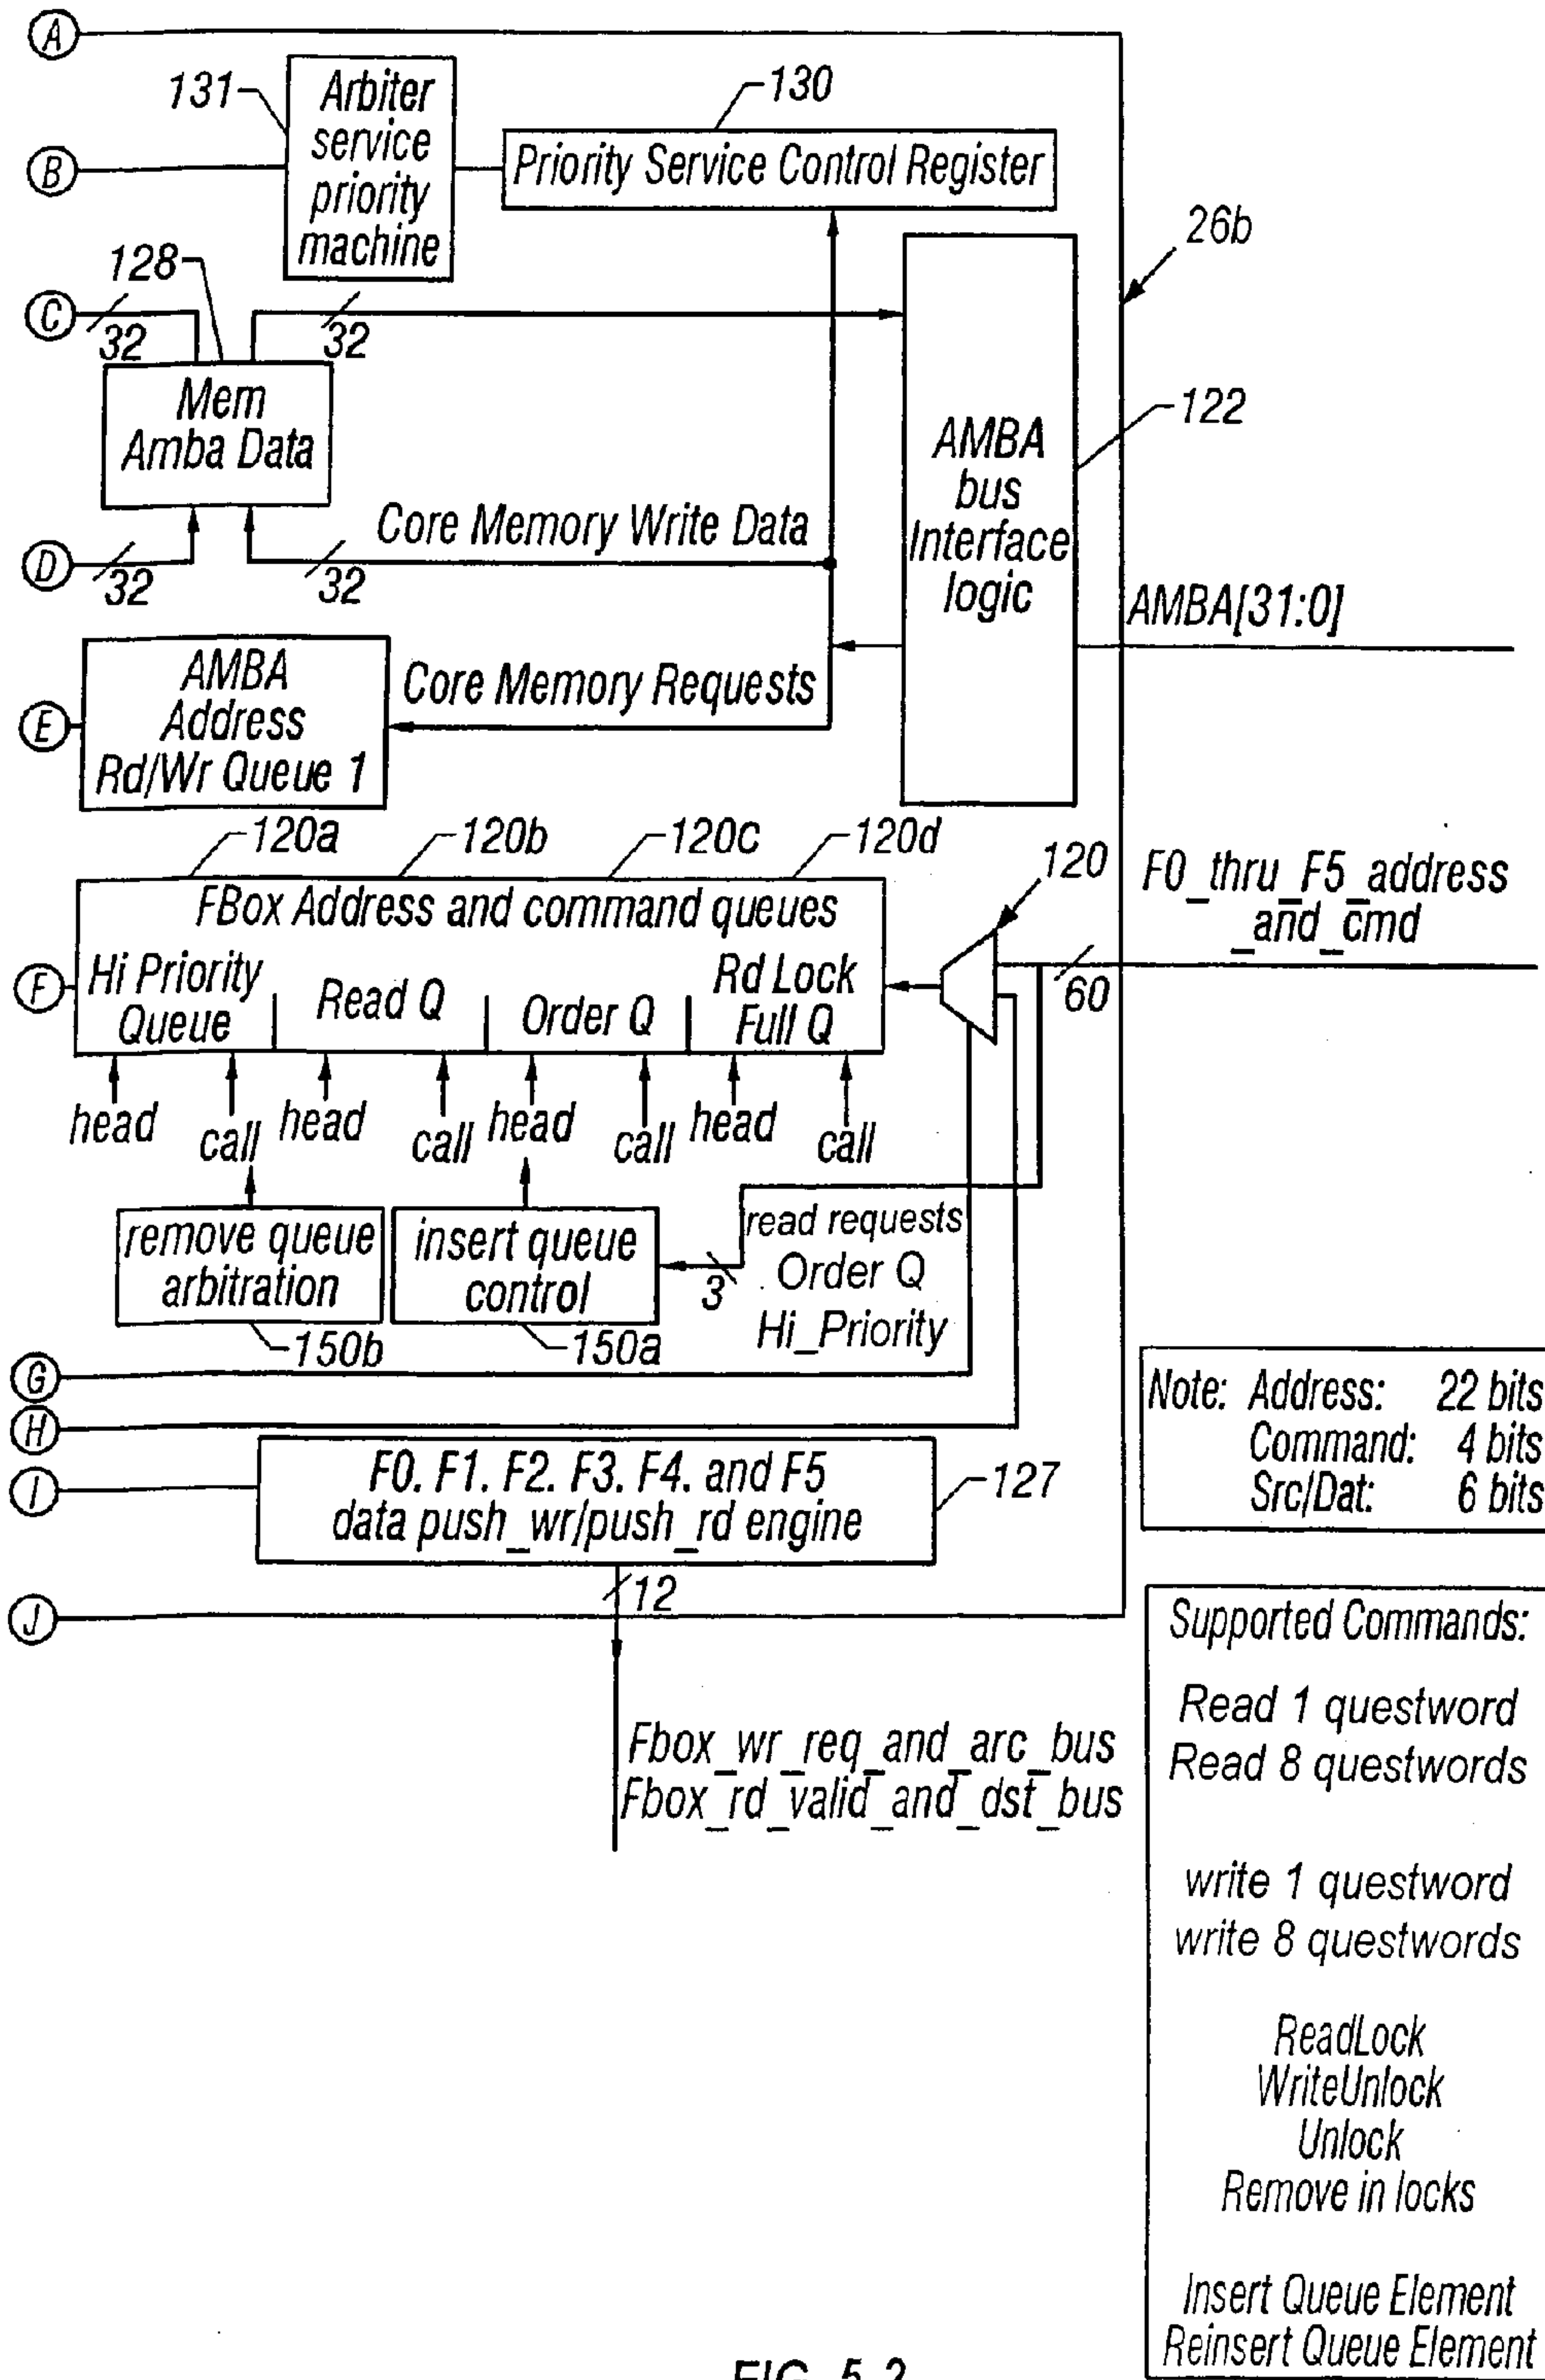 A
131
Arbiter
service
priority
machine
130
Priority Service Control Register
B
26b
128
C
32
32
Mem
Amba Data
AMBA
bus
Interface
logic
122
Core Memory Write Data
D
32
32
AMBA[31:0]
AMBA
Address
Rd/Wr Queue 1
Core Memory Requests
E
120a
120b
120c
120d
120
F0_thru_F5_address
_and_cmd
60
FBox Address and command queues
F
Hi Priority
Queue
Read Q
Order Q
Rd Lock
Full Q
head
call
head
call
head
call
head
call
remove queue
arbitration
insert queue
control
3
read requests
Order Q
Hi_Priority
150b
150a
G
H
I
F0. F1. F2. F3. F4. and F5
data push_wr/push_rd engine
127
12
J
Fbox_wr_req_and_arc_bus
Fbox_rd_valid_and_dst_bus
Note: Address: 22 bits
Command: 4 bits
Src/Dat: 6 bits
Supported Commands:
Read 1 questword
Read 8 questwords
write 1 questword
write 8 questwords
ReadLock
WriteUnlock
Unlock
Remove in locks
Insert Queue Element
Reinsert Queue Element
FIG. 5-2